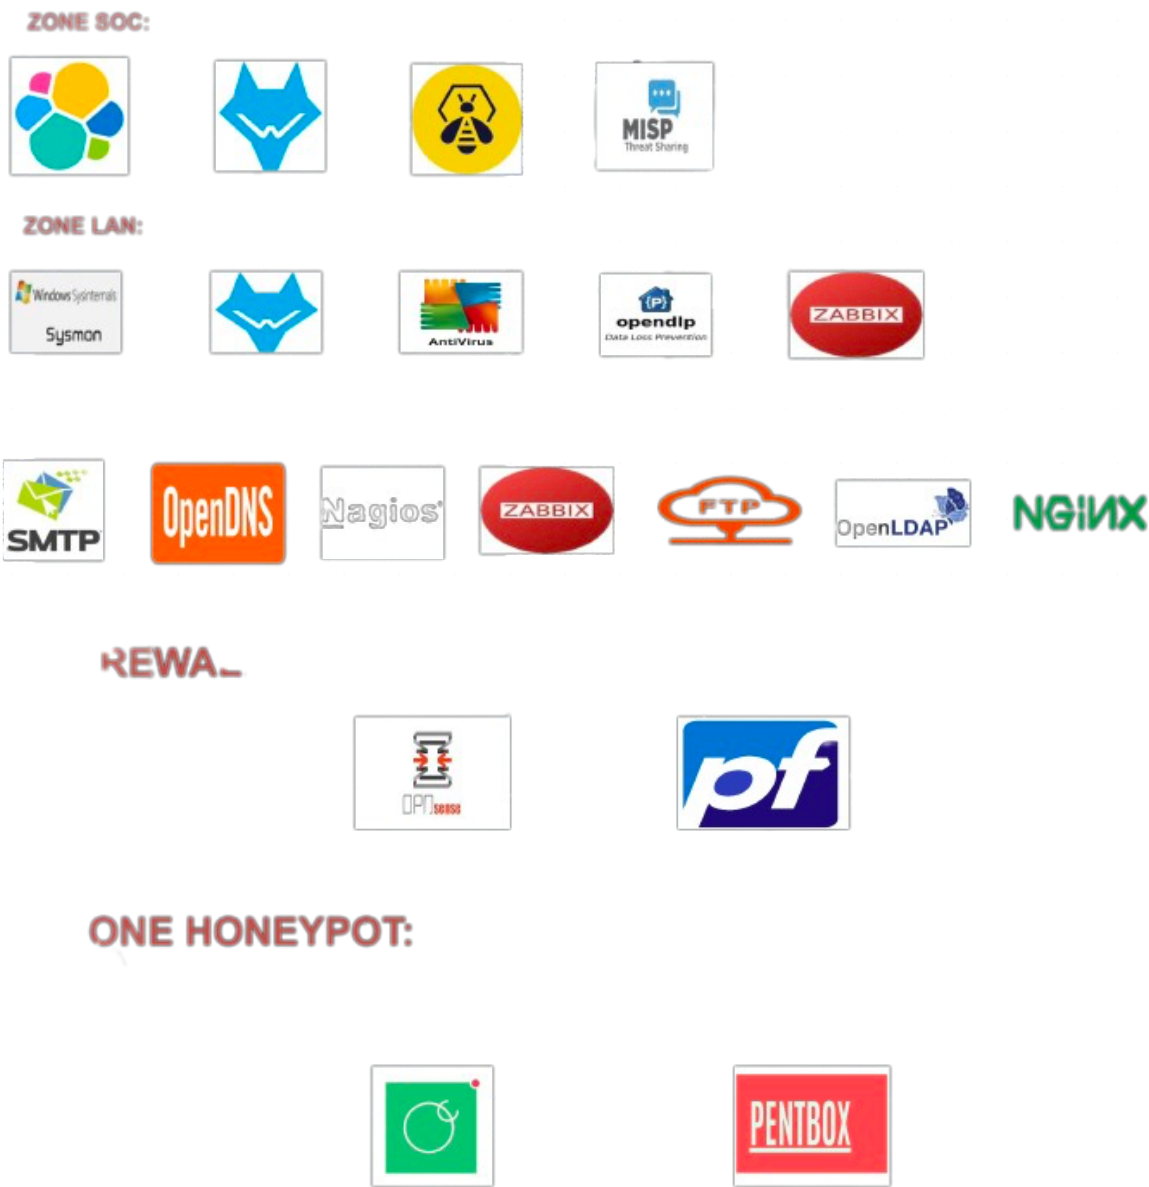 ZONE SOC:
MISP
Threat Sharing
ZONE LAN:
Windows Sysinternals
Sysmon
AntiVirus
{P}
opendlp
Data Loss Prevention
ZABBIX
SMTP
OpenDNS
Nagios®
ZABBIX
FTP
OpenLDAP
NGINX
REWA
OPNsense
pf
ONE HONEYPOT:
PENTBOX